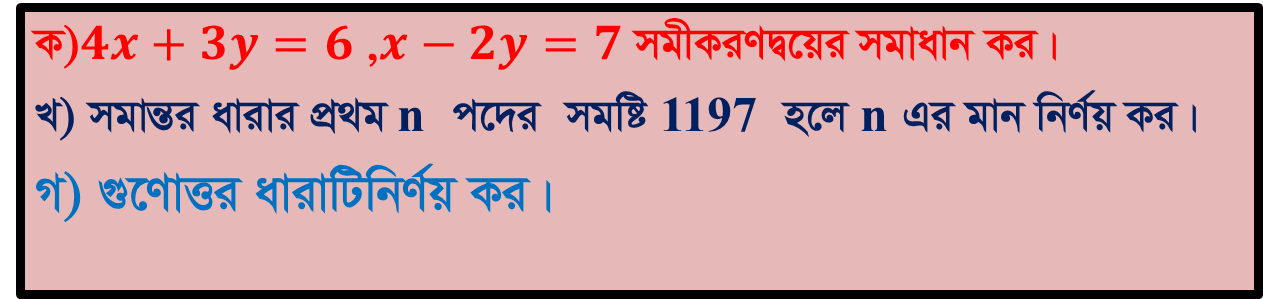 ক)4x + 3y = 6 ,x − 2y = 7 সমীকরণদ্বয়ের সমাধান কর।
খ) সমান্তর ধারার প্রথম n পদের সমষ্টি 1197 হলে n এর মান নির্ণয় কর।
গ) গুণোত্তর ধারাটিনির্ণয় কর।